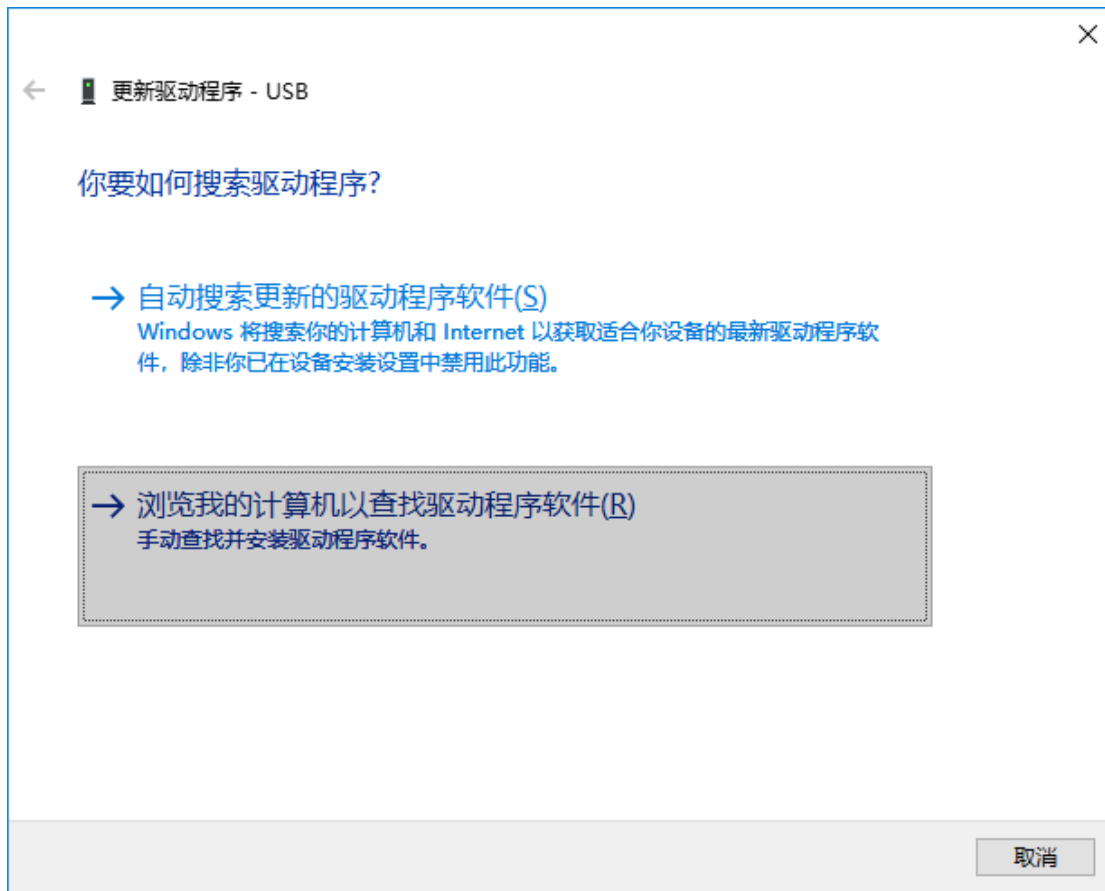 更新驱动程序 - USB
你要如何搜索驱动程序?
自动搜索更新的驱动程序软件(S)
Windows 将搜索你的计算机和 Internet 以获取适合你设备的最新驱动程序软
件，除非你已在设备安装设置中禁用此功能。
浏览我的计算机以查找驱动程序软件(R)
手动查找并安装驱动程序软件。
取消